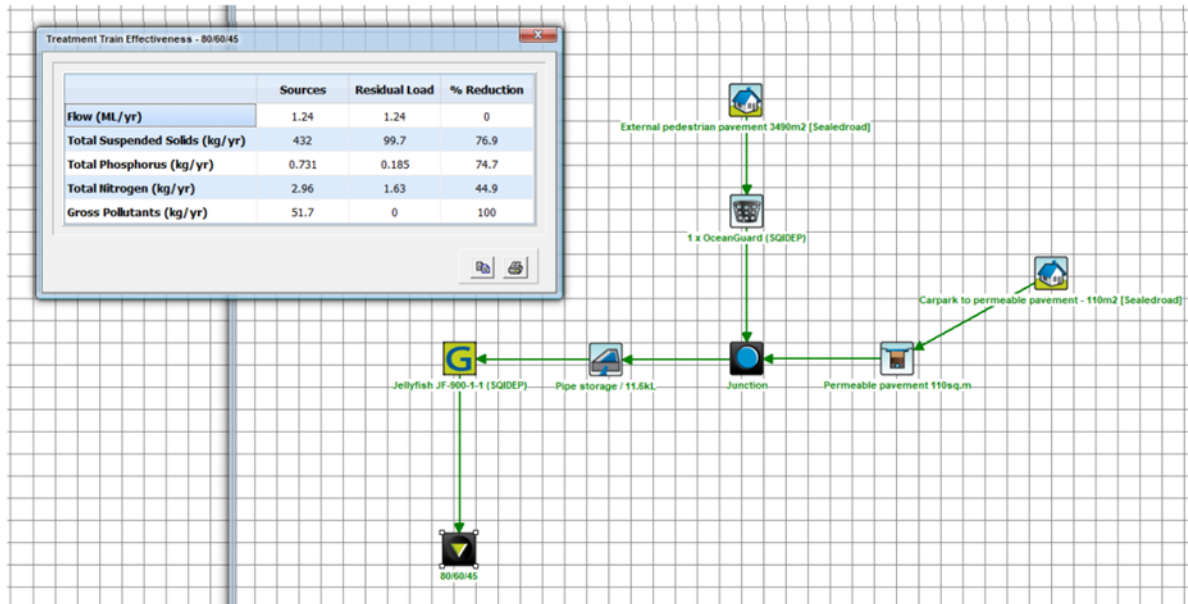 Treatment Train Effectiveness - 80/60/45
Sources Residual Load % Reduction
Flow (ML/yr) 1.24 1.24 0
Total Suspended Solids (kg/yr) 432 99.7 76.9
Total Phosphorus (kg/yr) 0.731 0.185 74.7
Total Nitrogen (kg/yr) 2.96 1.63 44.9
Gross Pollutants (kg/yr) 51.7 0 100
External pedestrian pavement 3490m2 [Sealedroad]
1 x OceanGuard (SQIDEP)
Carpark to permeable pavement - 110m2 [Sealedroad]
G
Jellyfish JF-900-1-1 (SQIDEP)
Pipe storage / 11.6kL
Junction
Permeable pavement 110sq.m
80/60/45